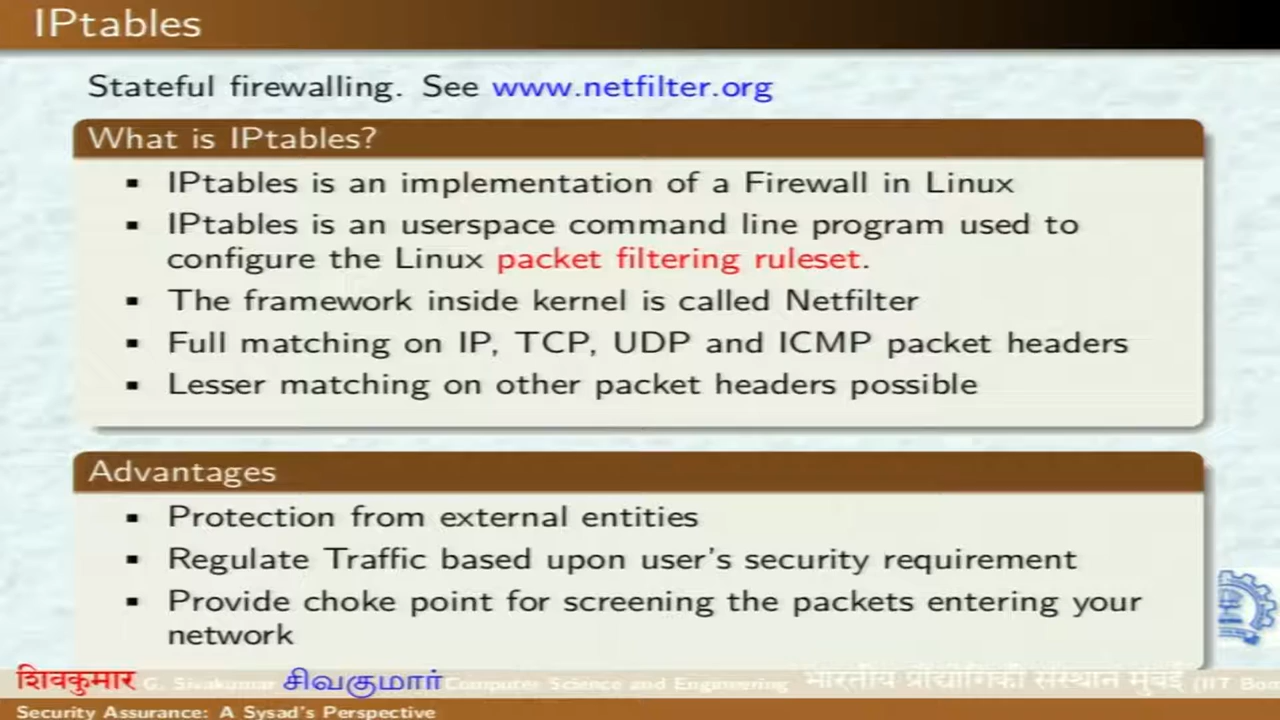 IPtables
Stateful firewalling. See www.netfilter.org
What is IPtables?
IPtables is an implementation of a Firewall in Linux
IPtables is an userspace command line program used to
configure the Linux packet filtering ruleset.
The framework inside kernel is called Netfilter
Full matching on IP, TCP, UDP and ICMP packet headers
Lesser matching on other packet headers possible
Advantages
Protection from external entities
Regulate Traffic based upon user's security requirement
Provide choke point for screening the packets entering your
network
शिवकुमार G. Sivakumar சிவகுமார் Computer Science and Engineering भारतीय प्रौद्योगिकी संस्थान मुंबई (IIT Bom
Security Assurance: A Sysad's Perspective